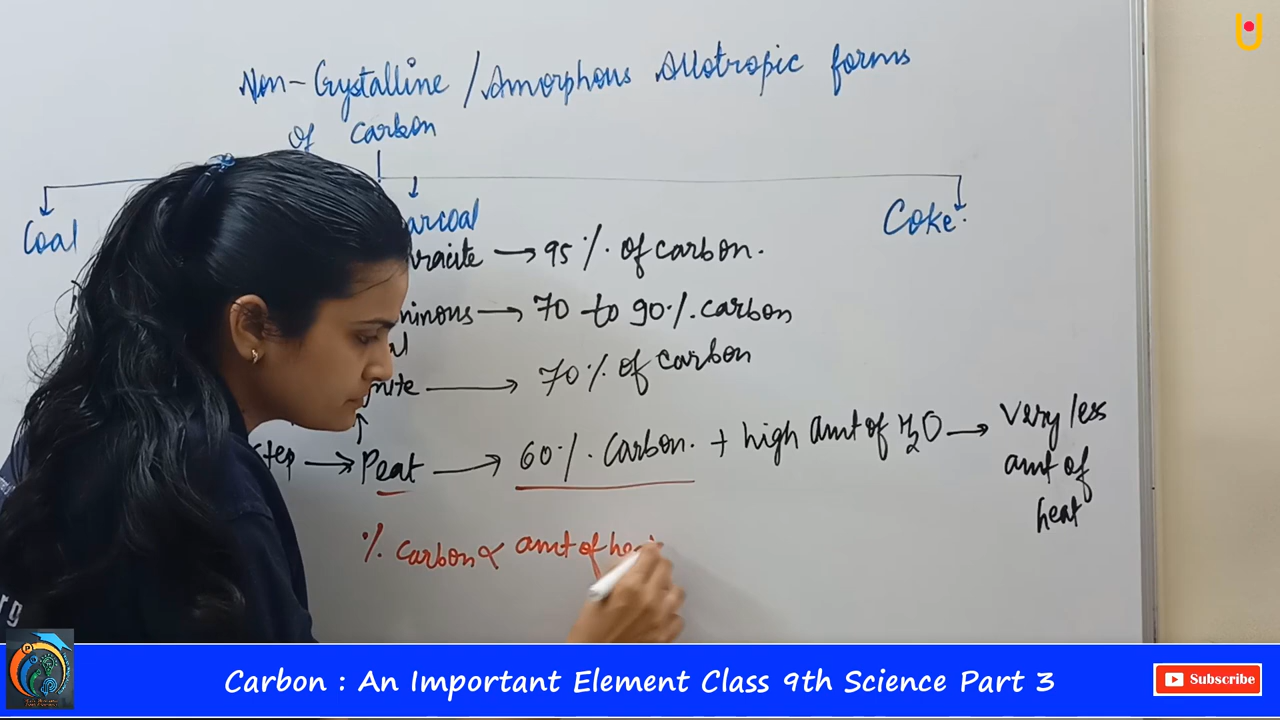 Non-Crystalline / Amorphous Allotropic forms
of carbon
Coal
Coke
→ 95 % of carbon.
→ 70 to 90% carbon
→ 70% of carbon
→ Peat → 60% Carbon + high amt of H2O → very less
amt of
heat
% Carbon ∝ amt of
Carbon : An Important Element Class 9th Science Part 3
Subscribe